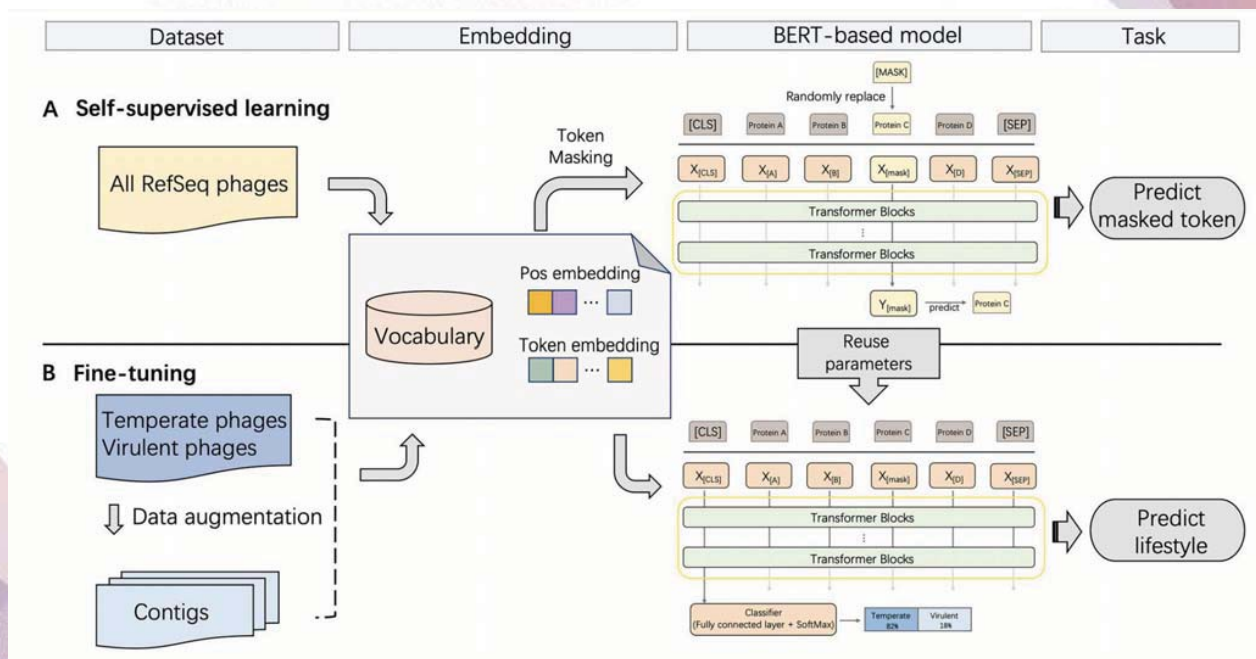 Dataset
Embedding
BERT-based model
Task
A Self-supervised learning
All RefSeq phages
Token
Masking
[MASK]
Randomly replace
[CLS] Protein A Protein B Protein C Protein D [SEP]
X[CLS] X[A] X[B] X[mask] X[D] X[SEP]
Transformer Blocks
⋮
Transformer Blocks
Y[mask] predict Protein C
Predict
masked token
Vocabulary
Pos embedding
...
Token embedding
...
Reuse
parameters
B Fine-tuning
Temperate phages
Virulent phages
Data augmentation
Contigs
[CLS] Protein A Protein B Protein C Protein D [SEP]
X[CLS] X[A] X[B] X[mask] X[D] X[SEP]
Transformer Blocks
⋮
Transformer Blocks
Classifier
(Fully connected layer + SoftMax)
Temperate Virulent
82% 18%
Predict
lifestyle